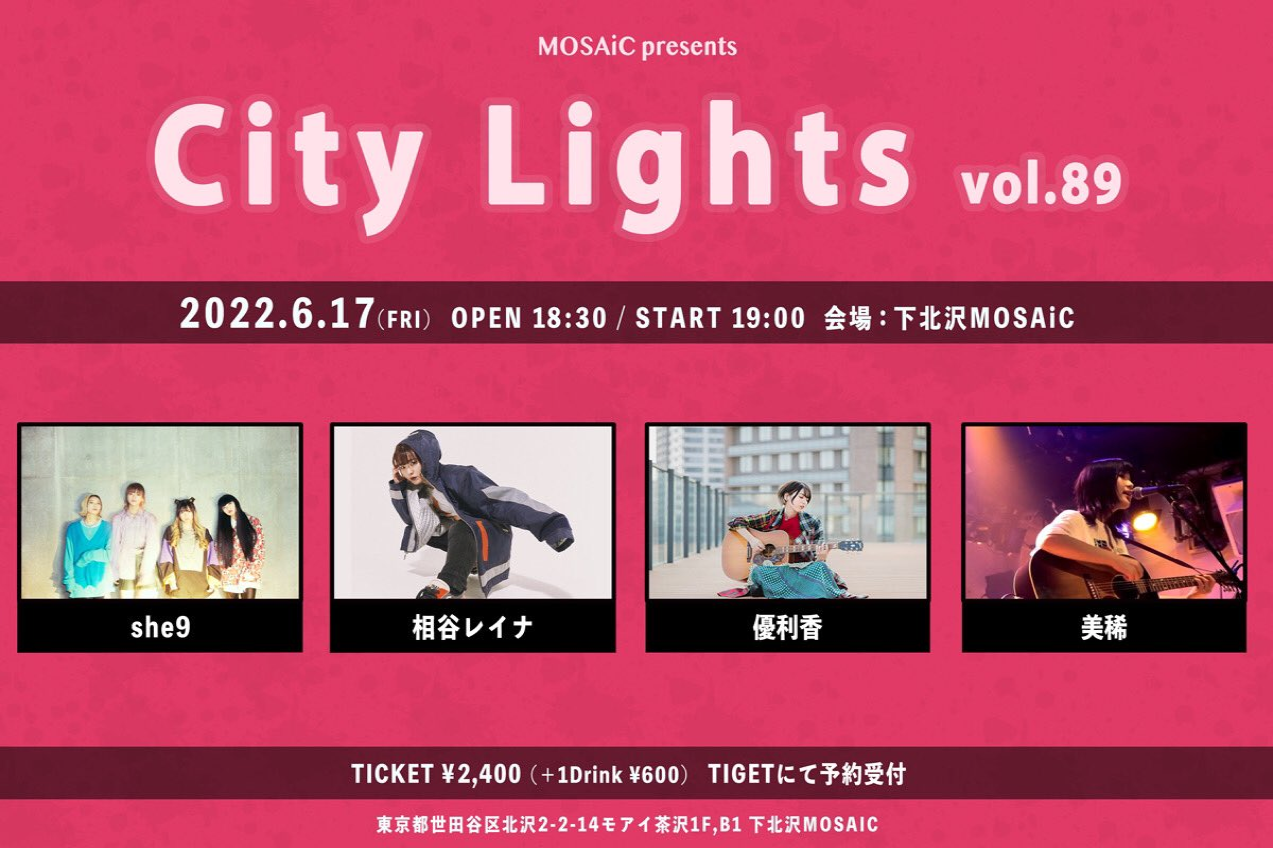 MOSAiC presents
City Lights vol.89
2022.6.17（FRI） OPEN 18:30 / START 19:00 会場：下北沢MOSAiC
she9
相谷レイナ
優利香
美稀
TICKET ¥2,400（+1Drink ¥600） TIGETにて予約受付
東京都世田谷区北沢2-2-14モアイ茶沢1F,B1 下北沢MOSAIC